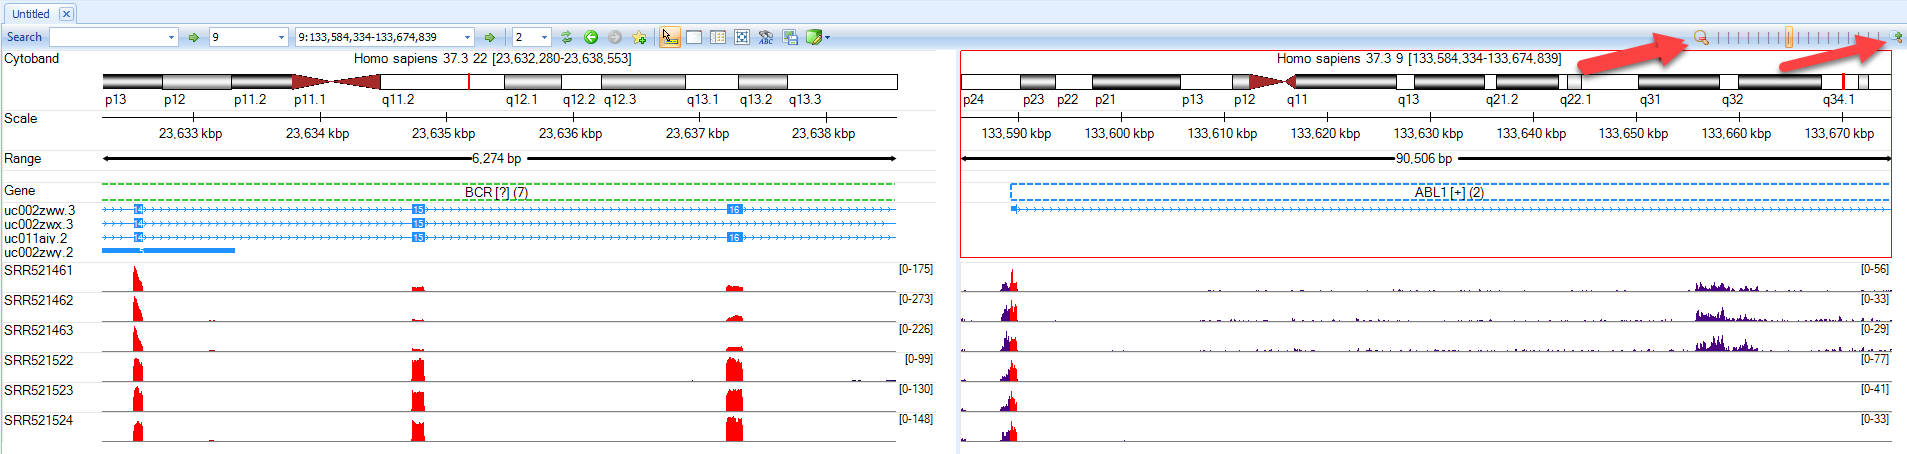 Untitled
Search 9 9:133,584,334-133,674,839 2 ABC
Cytoband
Homo sapiens 37.3 22 [23,632,280-23,638,553]
p13 p12 p11.2 p11.1 q11.2 q12.1 q12.2 q12.3 q13.1 q13.2 q13.3
Homo sapiens 37.3 9 [133,584,334-133,674,839]
p24 p23 p22 p21 p13 p12 q11 q13 q21.2 q22.1 q31 q32 q34.1
Scale
23,633 kbp 23,634 kbp 23,635 kbp 23,636 kbp 23,637 kbp 23,638 kbp
133,590 kbp 133,600 kbp 133,610 kbp 133,620 kbp 133,630 kbp 133,640 kbp 133,650 kbp 133,660 kbp 133,670 kbp
Range
6,274 bp
90,506 bp
Gene
BCR [?] (7)
ABL1 [+] (2)
uc002zww.3 14 15 16
uc002zwx.3 14 15
uc011aiy.2 14 15 16
uc002zwy.2 5
SRR521461 [0-175] [0-56]
SRR521462 [0-273] [0-33]
SRR521463 [0-226] [0-29]
SRR521522 [0-99] [0-77]
SRR521523 [0-130] [0-41]
SRR521524 [0-148] [0-33]